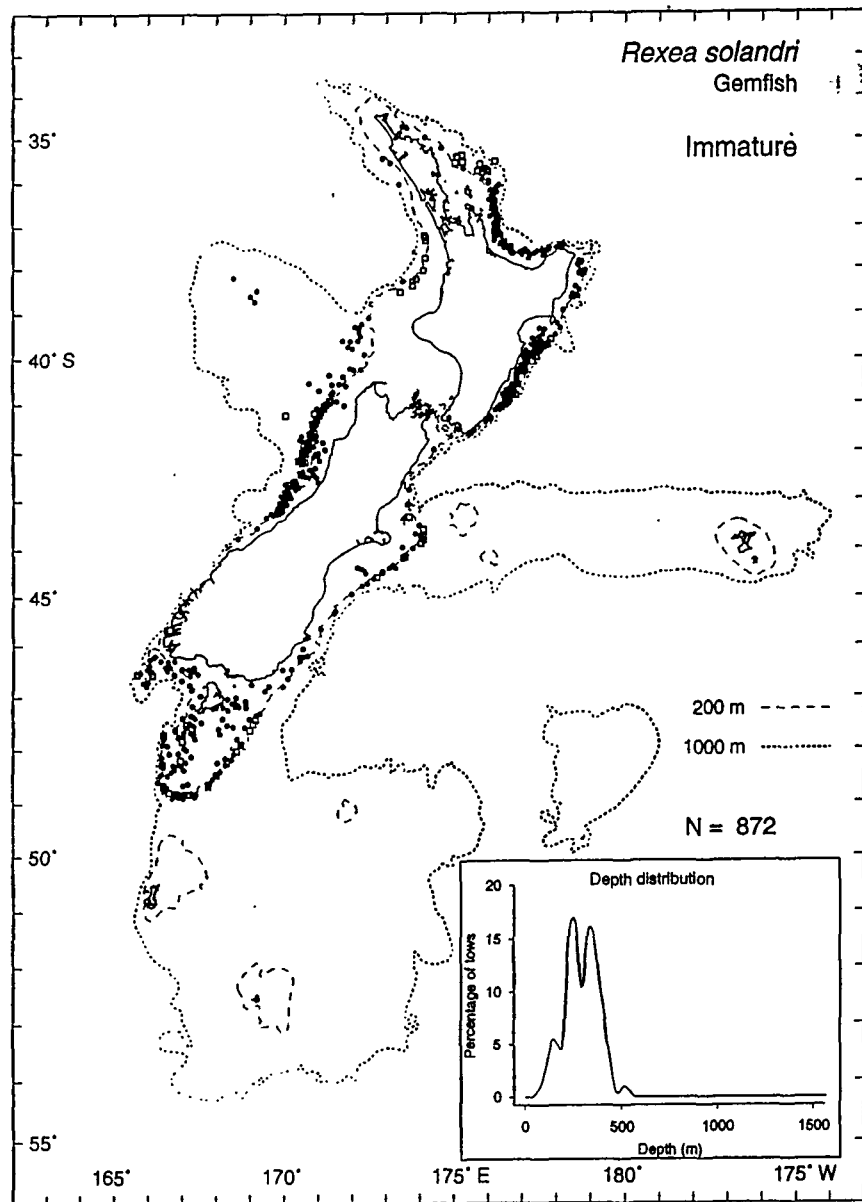 Rexea solandri
Gemfish
Immature
35°
40° S
45°
50°
55°
200 m
1000 m
N = 872
Depth distribution
20
15
10
5
0
Percentage of tows
0 500 1000 1500
Depth (m)
165° 170° 175° E 180° 175° W